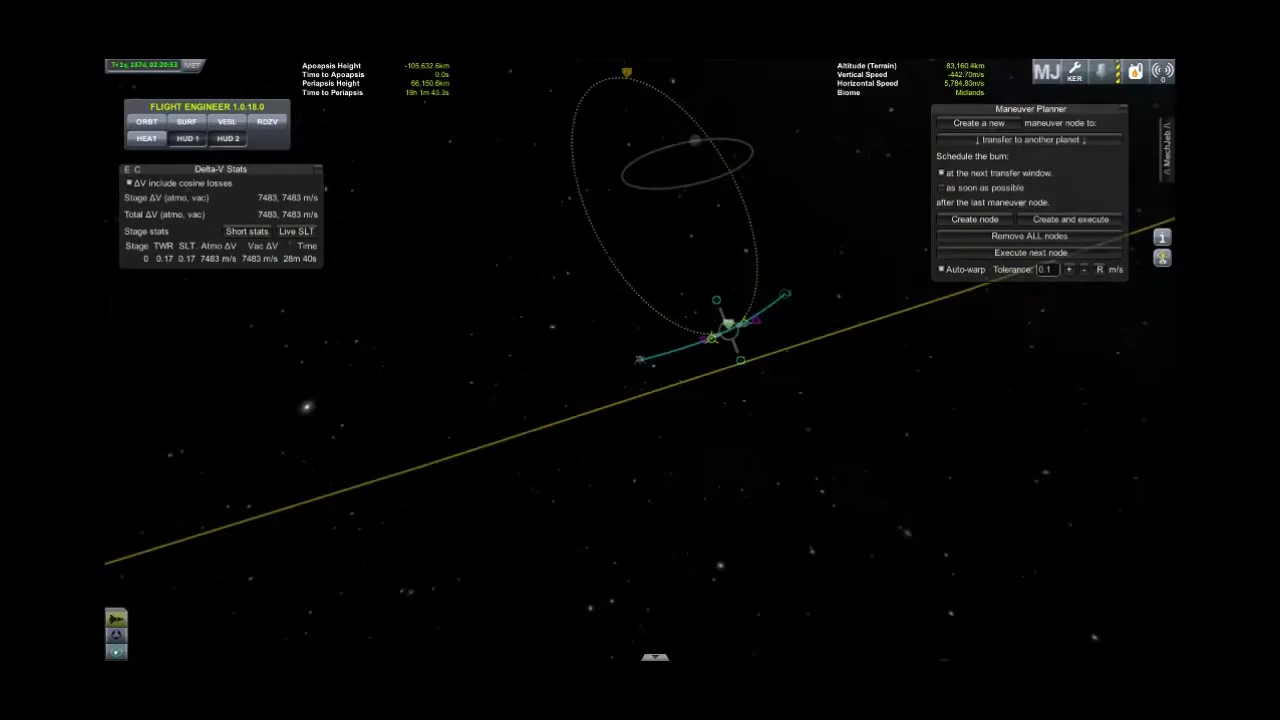 T+1y, 187d, 02:20:53 MET
Apoapsis Height -105,632.6km
Time to Apoapsis 0.0s
Periapsis Height 66,150.6km
Time to Periapsis 19h 1m 43.3s
Altitude (Terrain) 83,160.4km
Vertical Speed -442.70m/s
Horizontal Speed 5,784.83m/s
Biome Midlands
MJ KER 0
FLIGHT ENGINEER 1.0.18.0
ORBT SURF VESL RDZV
HEAT HUD 1 HUD 2
E C Delta-V Stats
ΔV include cosine losses
Stage ΔV (atmo, vac) 7483, 7483 m/s
Total ΔV (atmo, vac) 7483, 7483 m/s
Stage stats Short stats Live SLT
Stage TWR SLT Atmo ΔV Vac ΔV Time
0 0.17 0.17 7483 m/s 7483 m/s 28m 40s
Maneuver Planner
Create a new maneuver node to:
↓ transfer to another planet ↓
Schedule the burn:
at the next transfer window.
as soon as possible
after the last maneuver node.
Create node Create and execute
Remove ALL nodes
Execute next node
Auto-warp Tolerance: 0.1 + - R m/s
/\ MechJeb /\